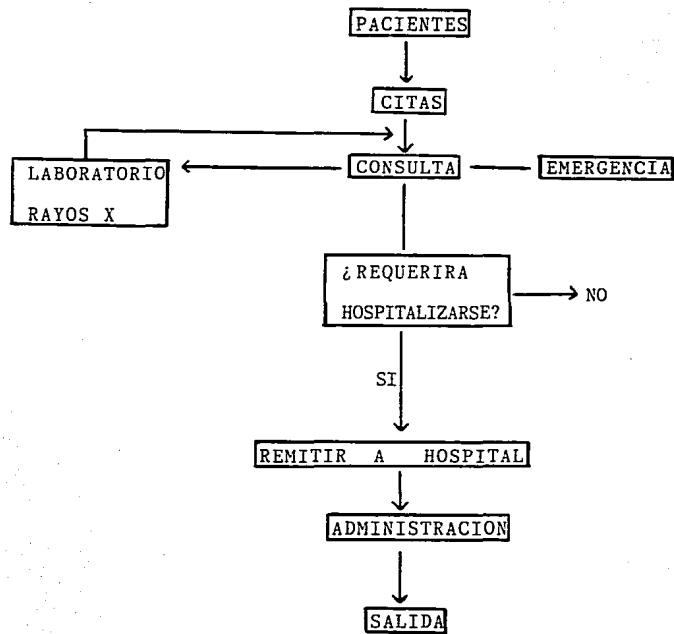 PACIENTES
CITAS
LABORATORIO
RAYOS X
CONSULTA
EMERGENCIA
¿REQUERIRA
HOSPITALIZARSE?
NO
SI
REMITIR A HOSPITAL
ADMINISTRACION
SALIDA